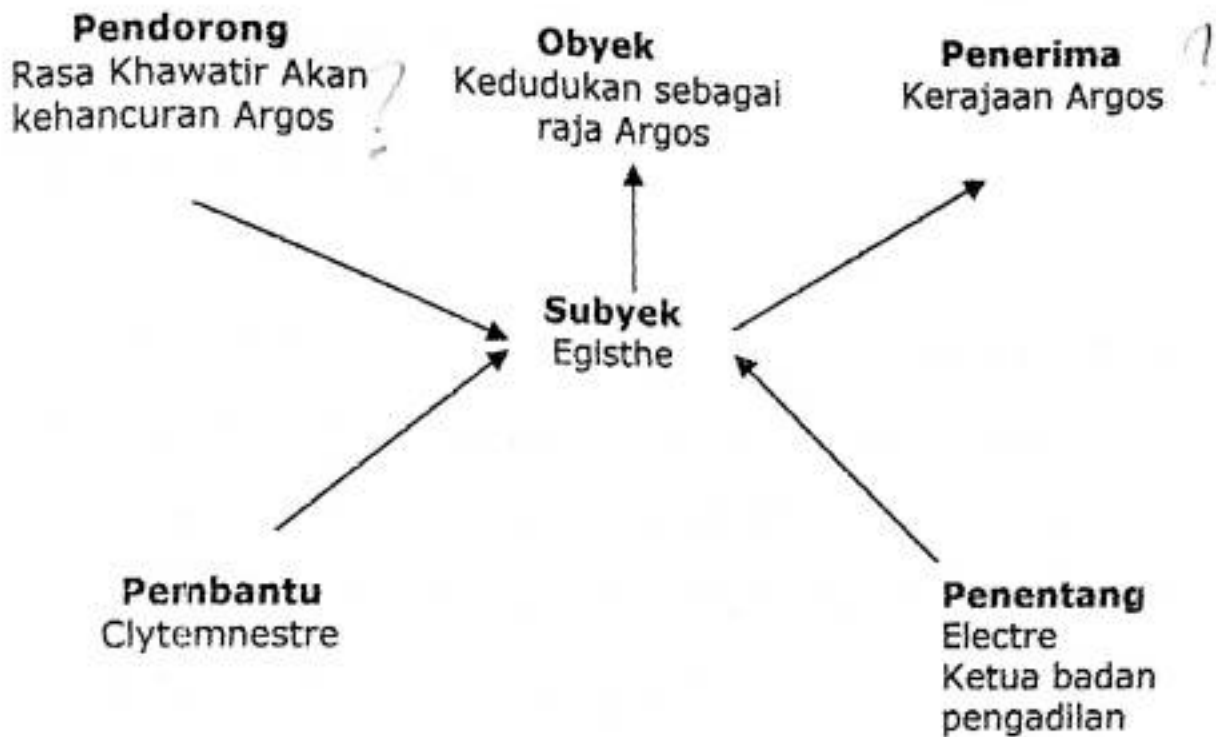 Pendorong
Rasa Khawatir Akan
kehancuran Argos ?
Obyek
Kedudukan sebagai
raja Argos
Penerima ?
Kerajaan Argos
Subyek
Egisthe
Pembantu
Clytemnestre
Penentang
Electre
Ketua badan
pengadilan